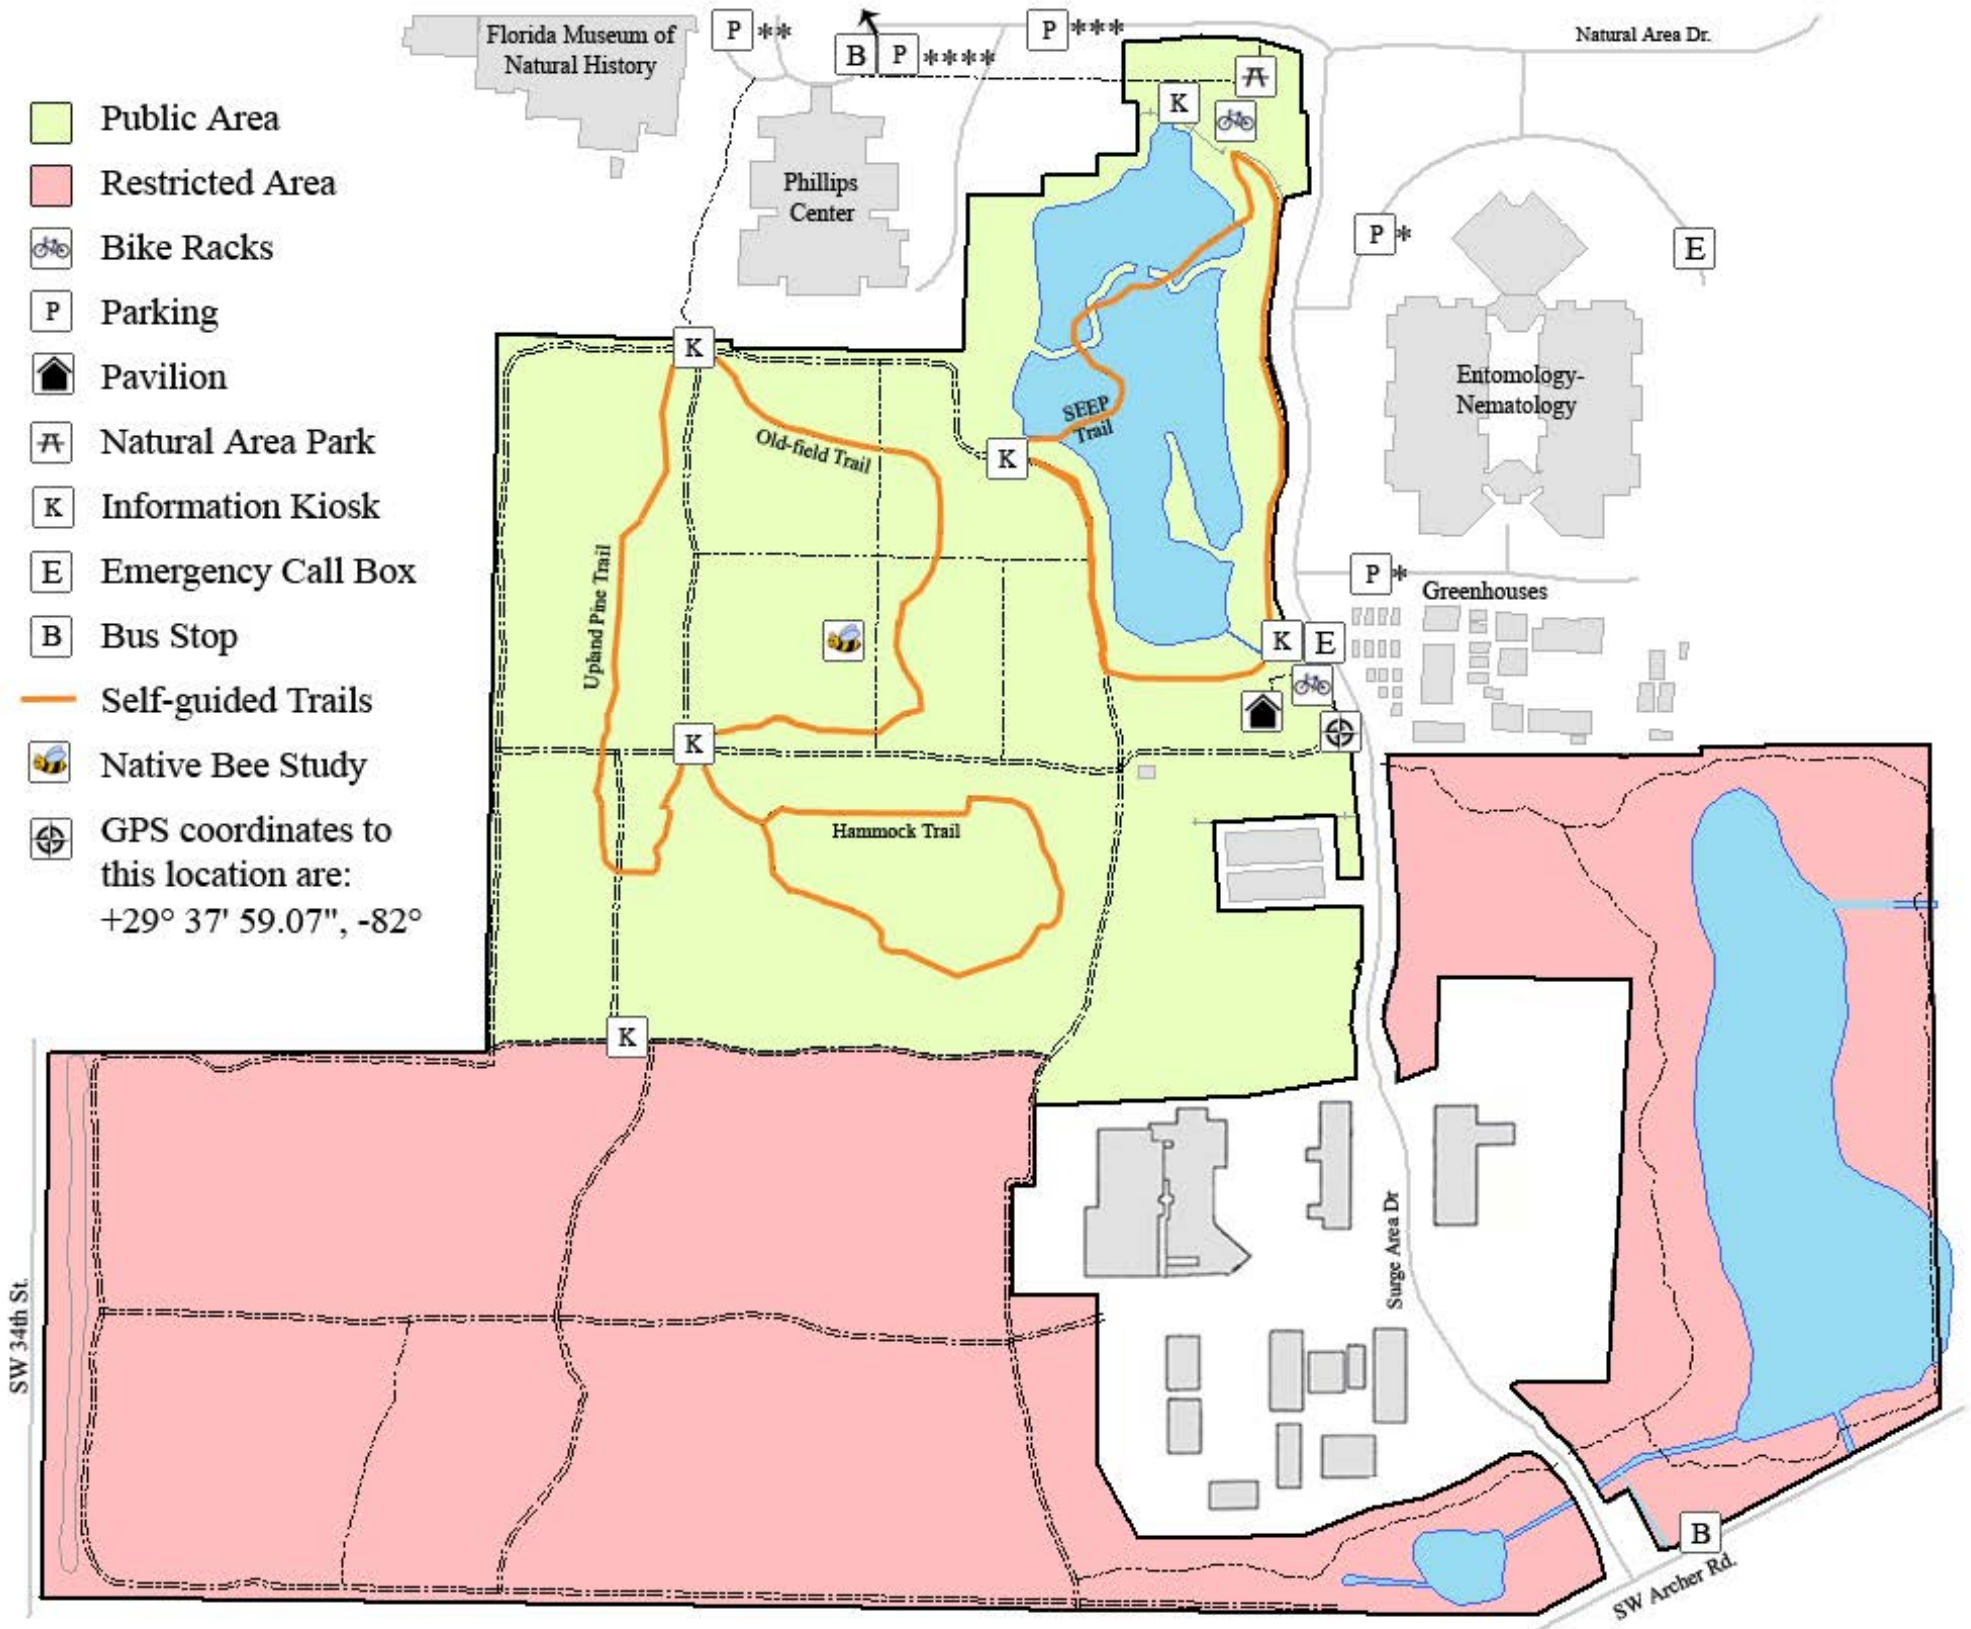 Public Area
Restricted Area
Bike Racks
P Parking
Pavilion
Natural Area Park
K Information Kiosk
E Emergency Call Box
B Bus Stop
Self-guided Trails
Native Bee Study
GPS coordinates to
this location are:
+29° 37' 59.07", -82°
Florida Museum of
Natural History
P **
B P ****
P ***
Natural Area Dr.
K
Phillips
Center
P *
E
K
Entomology-
Nematology
SEEP
Trail
Old-field Trail
K
Upland Pine Trail
P *
Greenhouses
K E
K
Hammock Trail
K
Surge Area Dr
SW 34th St.
B
SW Archer Rd.